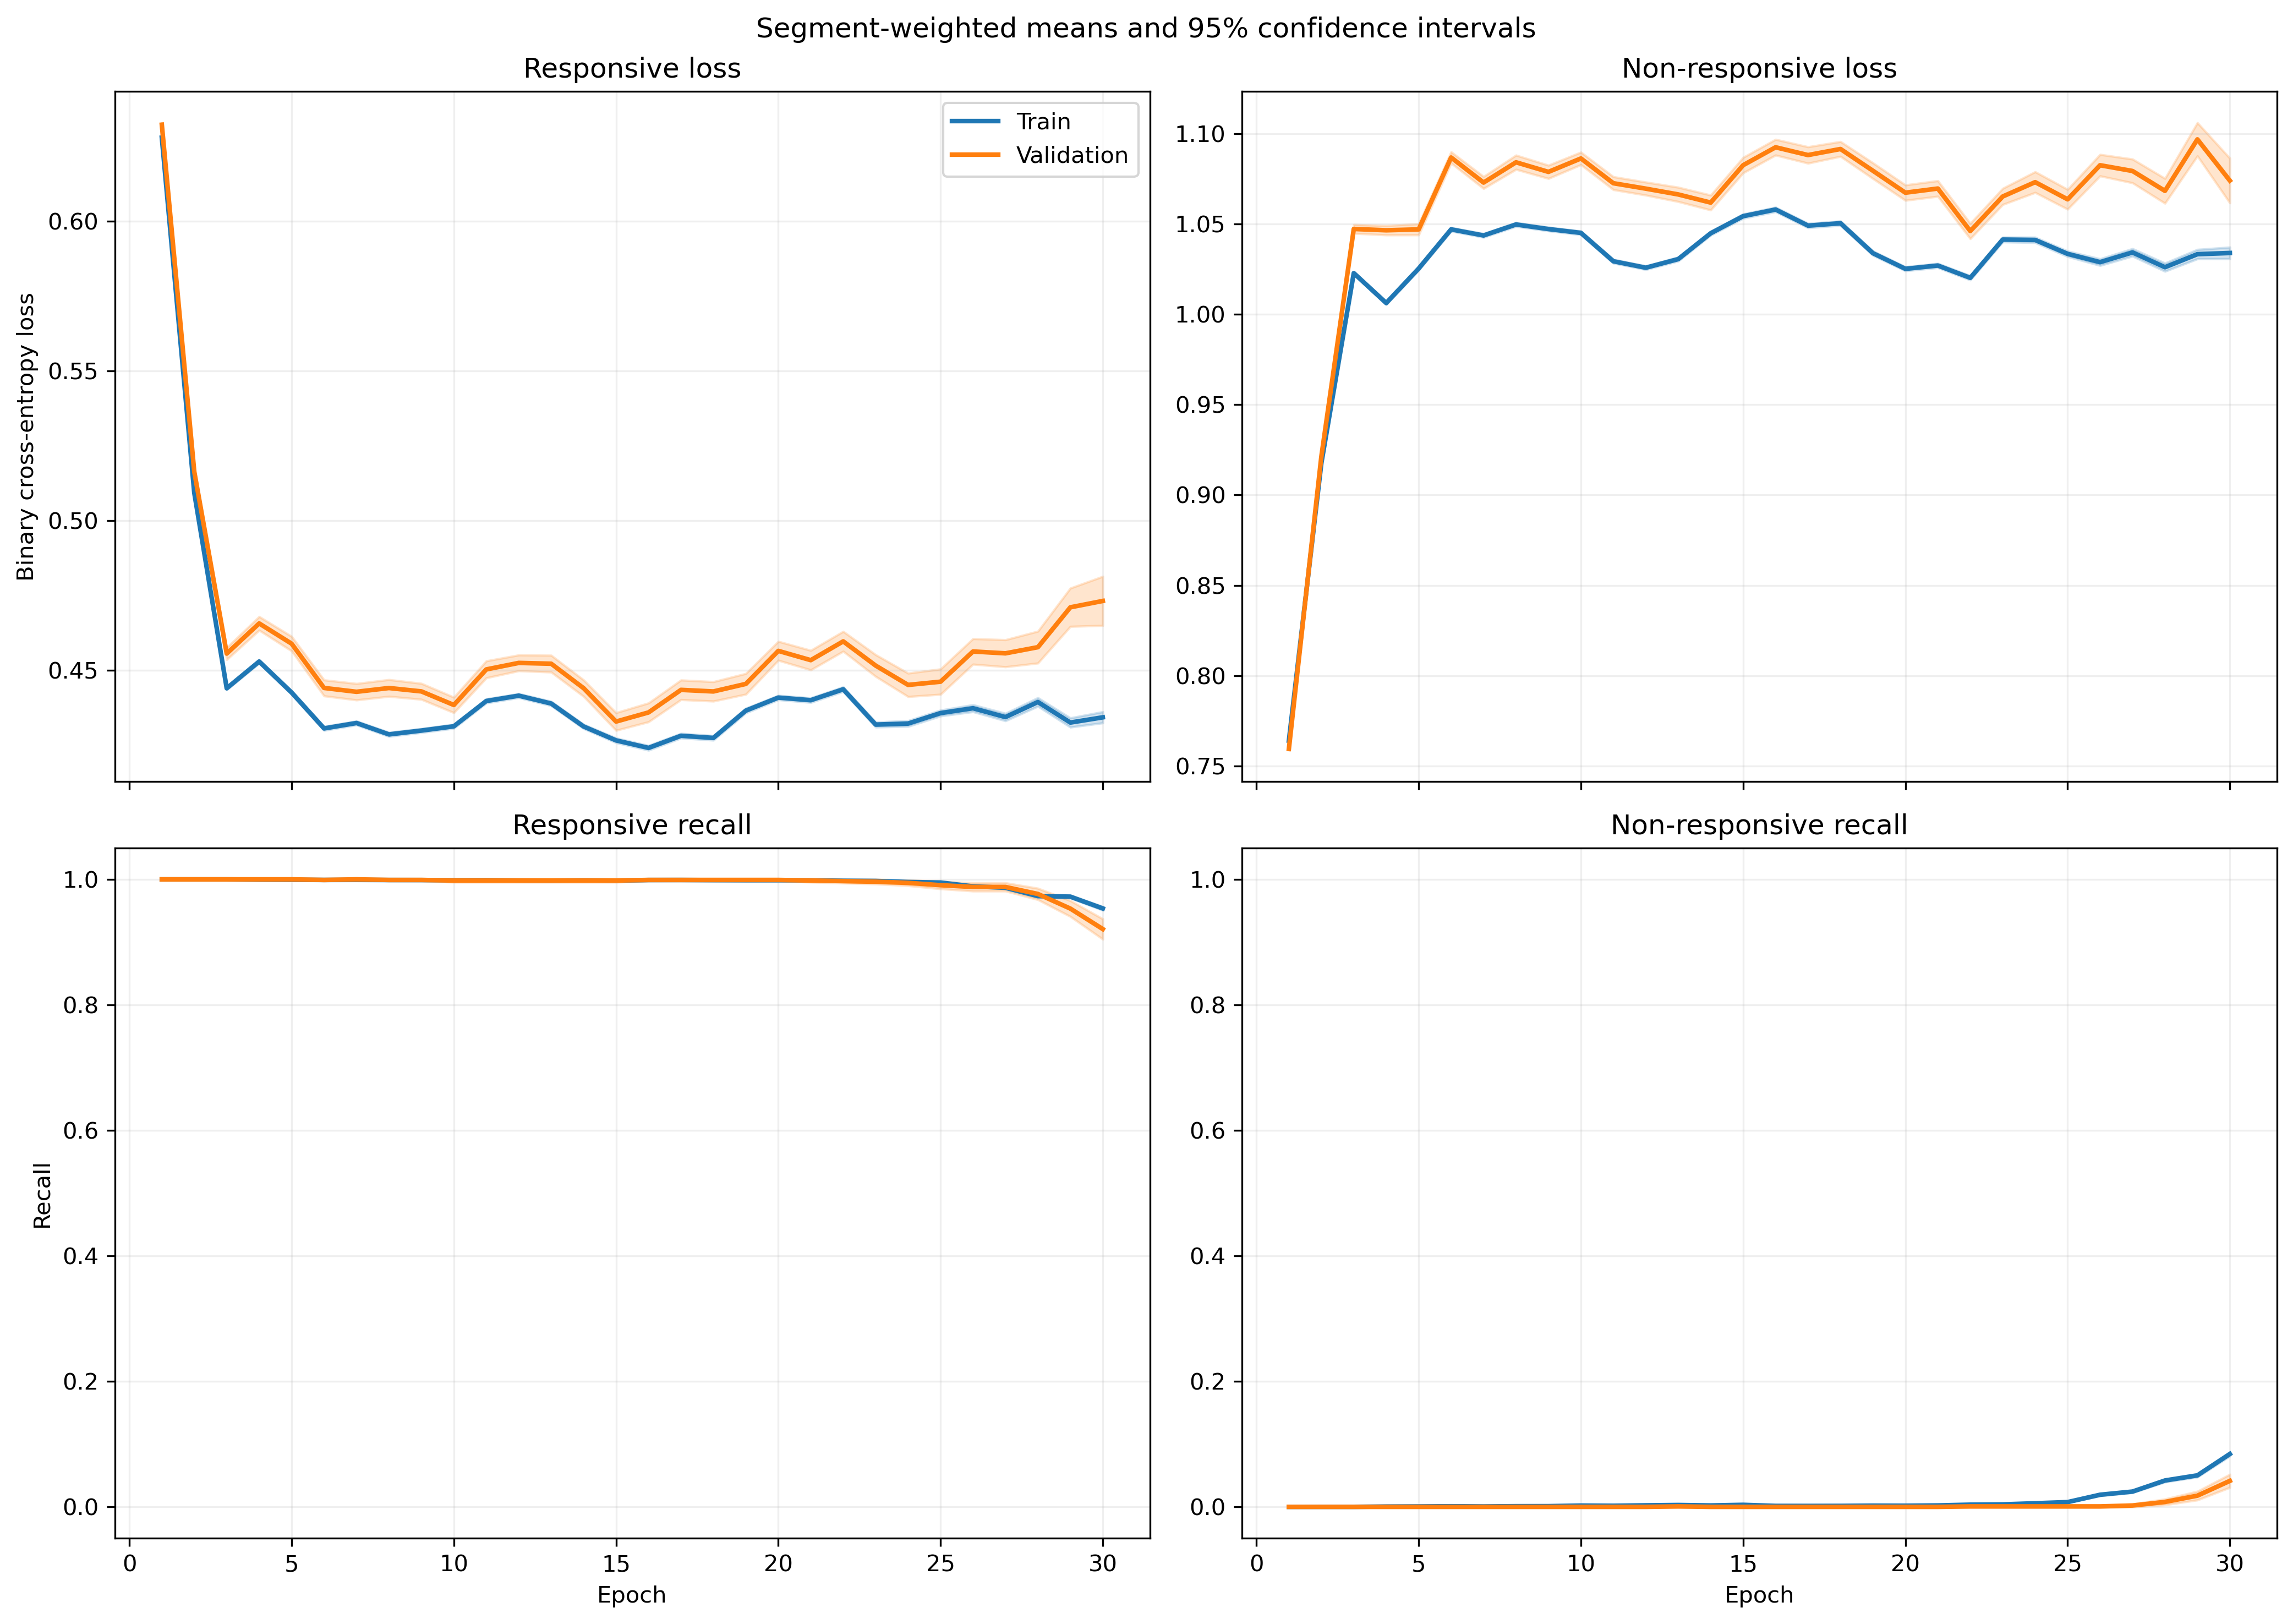 Segment-weighted means and 95% confidence intervals
Responsive loss
Non-responsive loss
Train
Validation
Binary cross-entropy loss
0.60
0.55
0.50
0.45
1.10
1.05
1.00
0.95
0.90
0.85
0.80
0.75
Responsive recall
Non-responsive recall
Recall
1.0
0.8
0.6
0.4
0.2
0.0
0 5 10 15 20 25 30
Epoch
1.0
0.8
0.6
0.4
0.2
0.0
0 5 10 15 20 25 30
Epoch